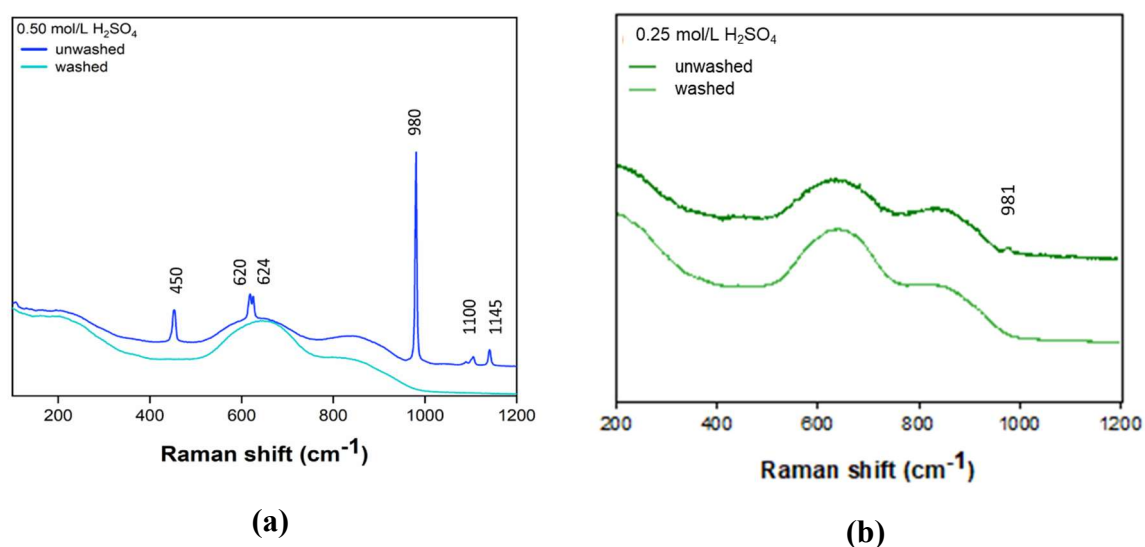 0.50 mol/L H₂SO₄
unwashed
washed
450
620
624
980
1100
1145
200 400 600 800 1000 1200
Raman shift (cm⁻¹)
(a)
0.25 mol/L H₂SO₄
unwashed
washed
981
200 400 600 800 1000 1200
Raman shift (cm⁻¹)
(b)